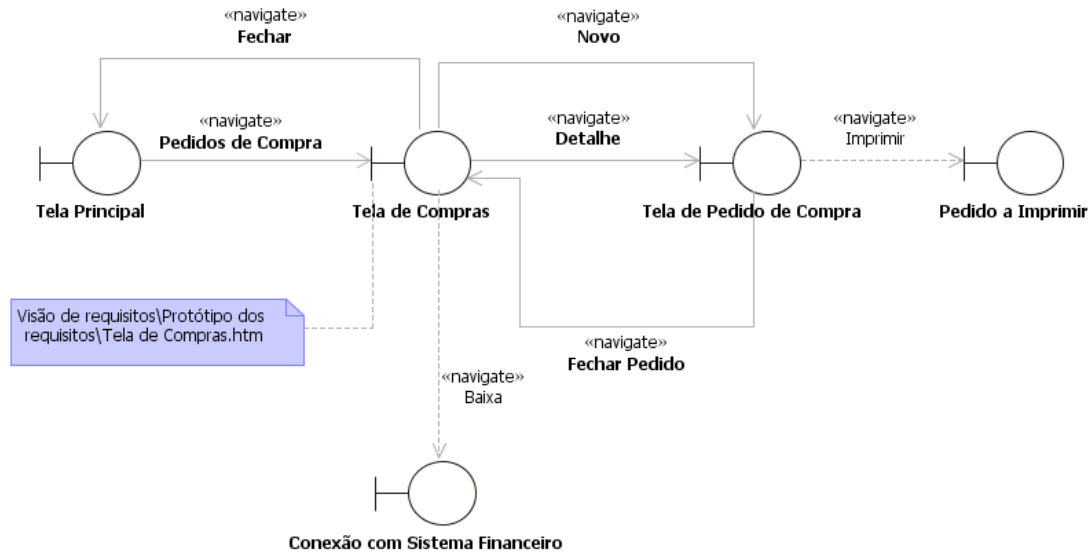 «navigate»
Fechar
«navigate»
Novo
«navigate»
Pedidos de Compra
«navigate»
Detalhe
«navigate»
Imprimir
Tela Principal
Tela de Compras
Tela de Pedido de Compra
Pedido a Imprimir
Visão de requisitos\Protótipo dos
requisitos\Tela de Compras.htm
«navigate»
Fechar Pedido
«navigate»
Baixa
Conexão com Sistema Financeiro